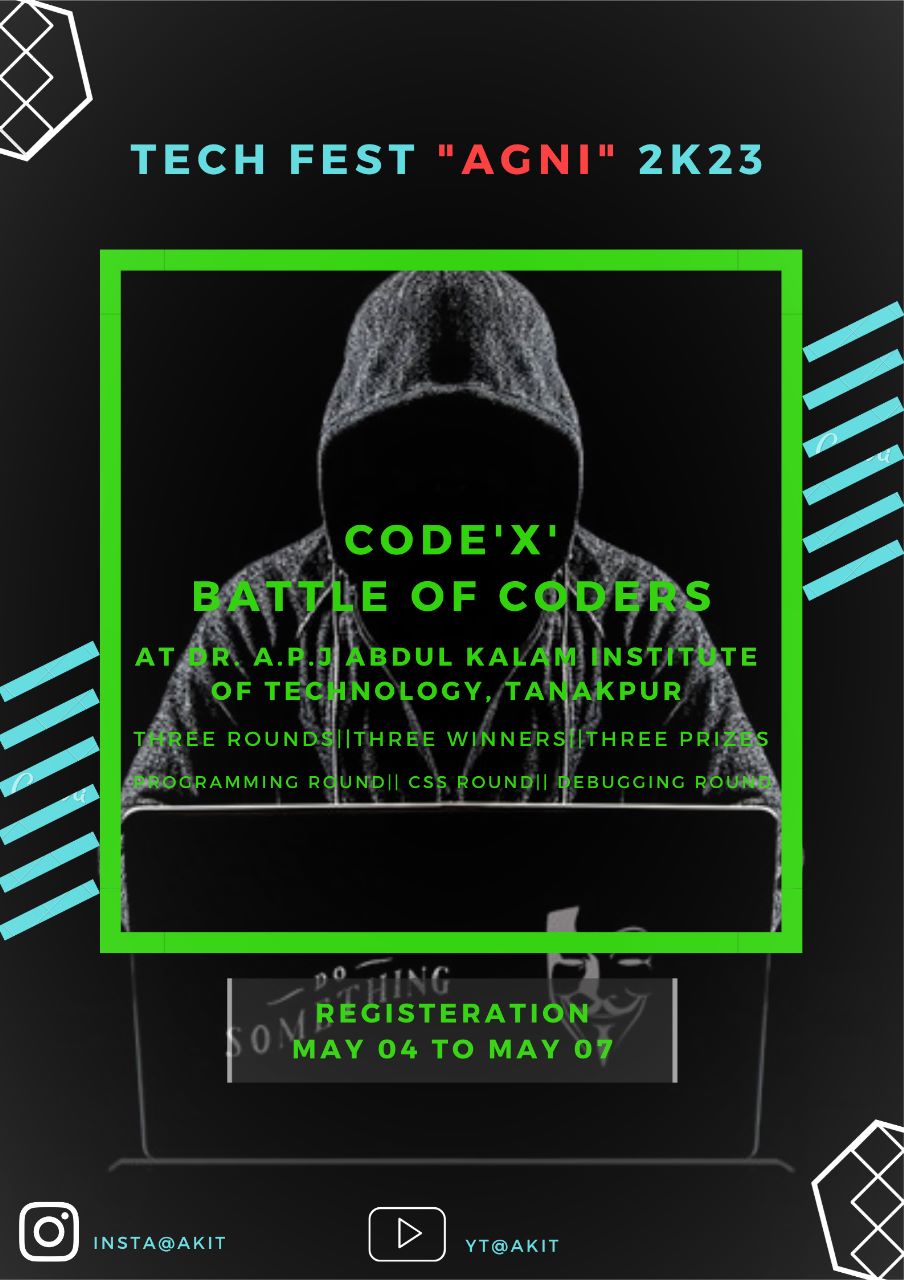 TECH FEST "AGNI" 2K23
CODE'X'
BATTLE OF CODERS
AT DR. A.P.J ABDUL KALAM INSTITUTE
OF TECHNOLOGY, TANAKPUR
THREE ROUNDS||THREE WINNERS||THREE PRIZES
PROGRAMMING ROUND|| CSS ROUND|| DEBUGGING ROUND
DO
SOMETHING
REGISTERATION
MAY 04 TO MAY 07
INSTA@AKIT
YT@AKIT